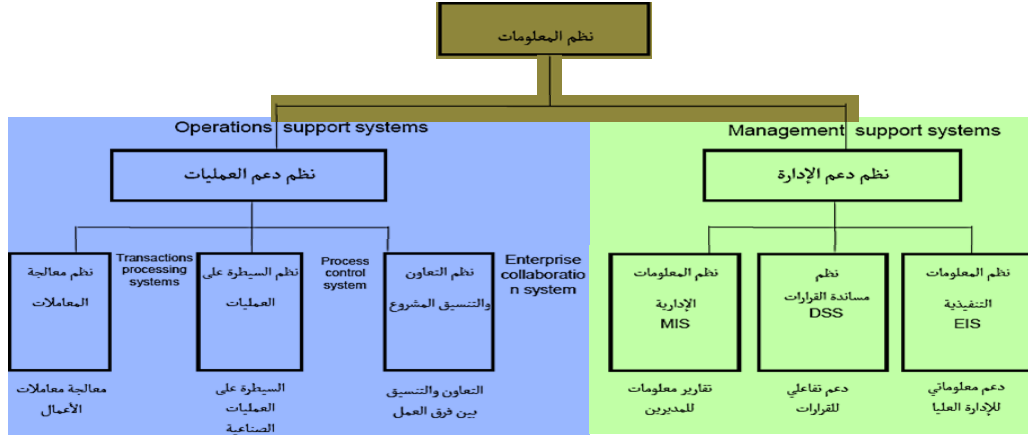 نظم المعلومات
Operations support systems
Management support systems
نظم دعم العمليات
نظم دعم الإدارة
نظم معالجة
المعاملات
Transactions
processing
systems
نظم السيطرة على
العمليات
Process
control
system
نظم التعاون
والتنسيق المشروع
Enterprise
collaboratio
n system
نظم المعلومات
الإدارية
MIS
نظم
مساندة القرارات
DSS
نظم المعلومات
التنفيذية
EIS
معالجة معاملات
الأعمال
السيطرة على
العمليات
الصناعية
التعاون والتنسيق
بين فرق العمل
تقارير معلومات
للمديرين
دعم تفاعلي
للقرارات
دعم معلوماتي
للإدارة العليا